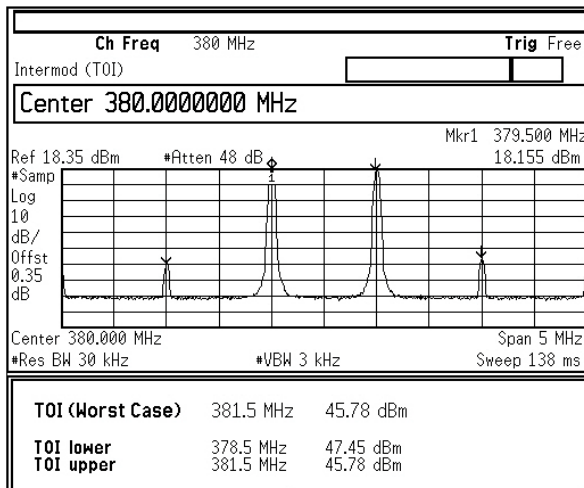 Ch Freq 380 MHz Trig Free
Intermod (TOI)
Center 380.0000000 MHz
Mkr1 379.500 MHz
Ref 18.35 dBm #Atten 48 dB 18.155 dBm
#Samp
Log
10
dB/
Offst
0.35
dB
1
Center 380.000 MHz Span 5 MHz
#Res BW 30 kHz #VBW 3 kHz Sweep 138 ms
TOI (Worst Case) 381.5 MHz 45.78 dBm
TOI lower 378.5 MHz 47.45 dBm
TOI upper 381.5 MHz 45.78 dBm